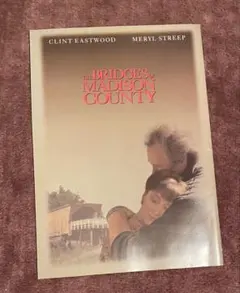 CLINT EASTWOOD MERYL STREEP
THE BRIDGES OF
MADISON
COUNTY